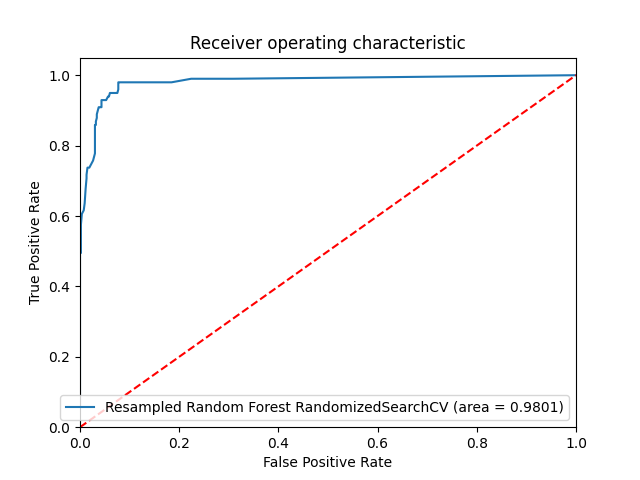 Receiver operating characteristic
1.0
0.8
0.6
0.4
0.2
0.0
True Positive Rate
Resampled Random Forest RandomizedSearchCV (area = 0.9801)
0.0 0.2 0.4 0.6 0.8 1.0
False Positive Rate